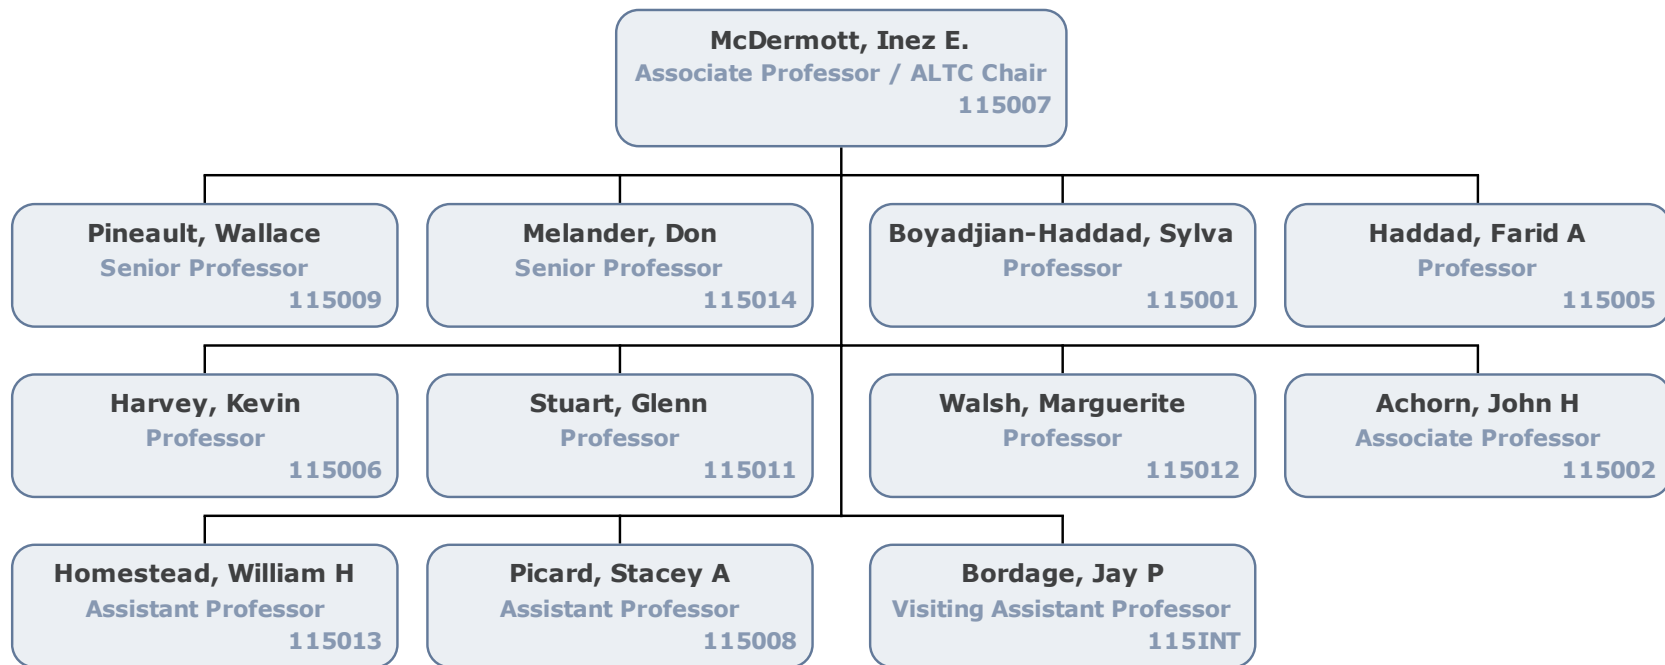 McDermott, Inez E.
Associate Professor / ALTC Chair
115007
Pineault, Wallace
Senior Professor
115009
Melander, Don
Senior Professor
115014
Boyadjian-Haddad, Sylva
Professor
115001
Haddad, Farid A
Professor
115005
Harvey, Kevin
Professor
115006
Stuart, Glenn
Professor
115011
Walsh, Marguerite
Professor
115012
Achorn, John H
Associate Professor
115002
Homestead, William H
Assistant Professor
115013
Picard, Stacey A
Assistant Professor
115008
Bordage, Jay P
Visiting Assistant Professor
115INT